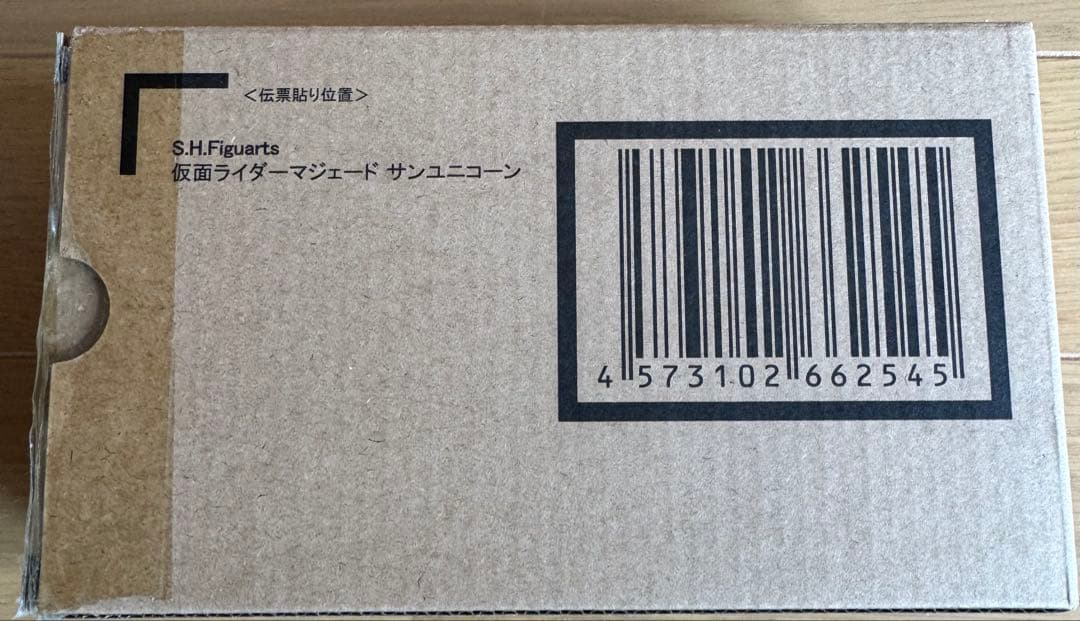 <伝票貼り位置>
S.H.Figuarts
仮面ライダーマジェード サンユニコーン
4 573102 662545